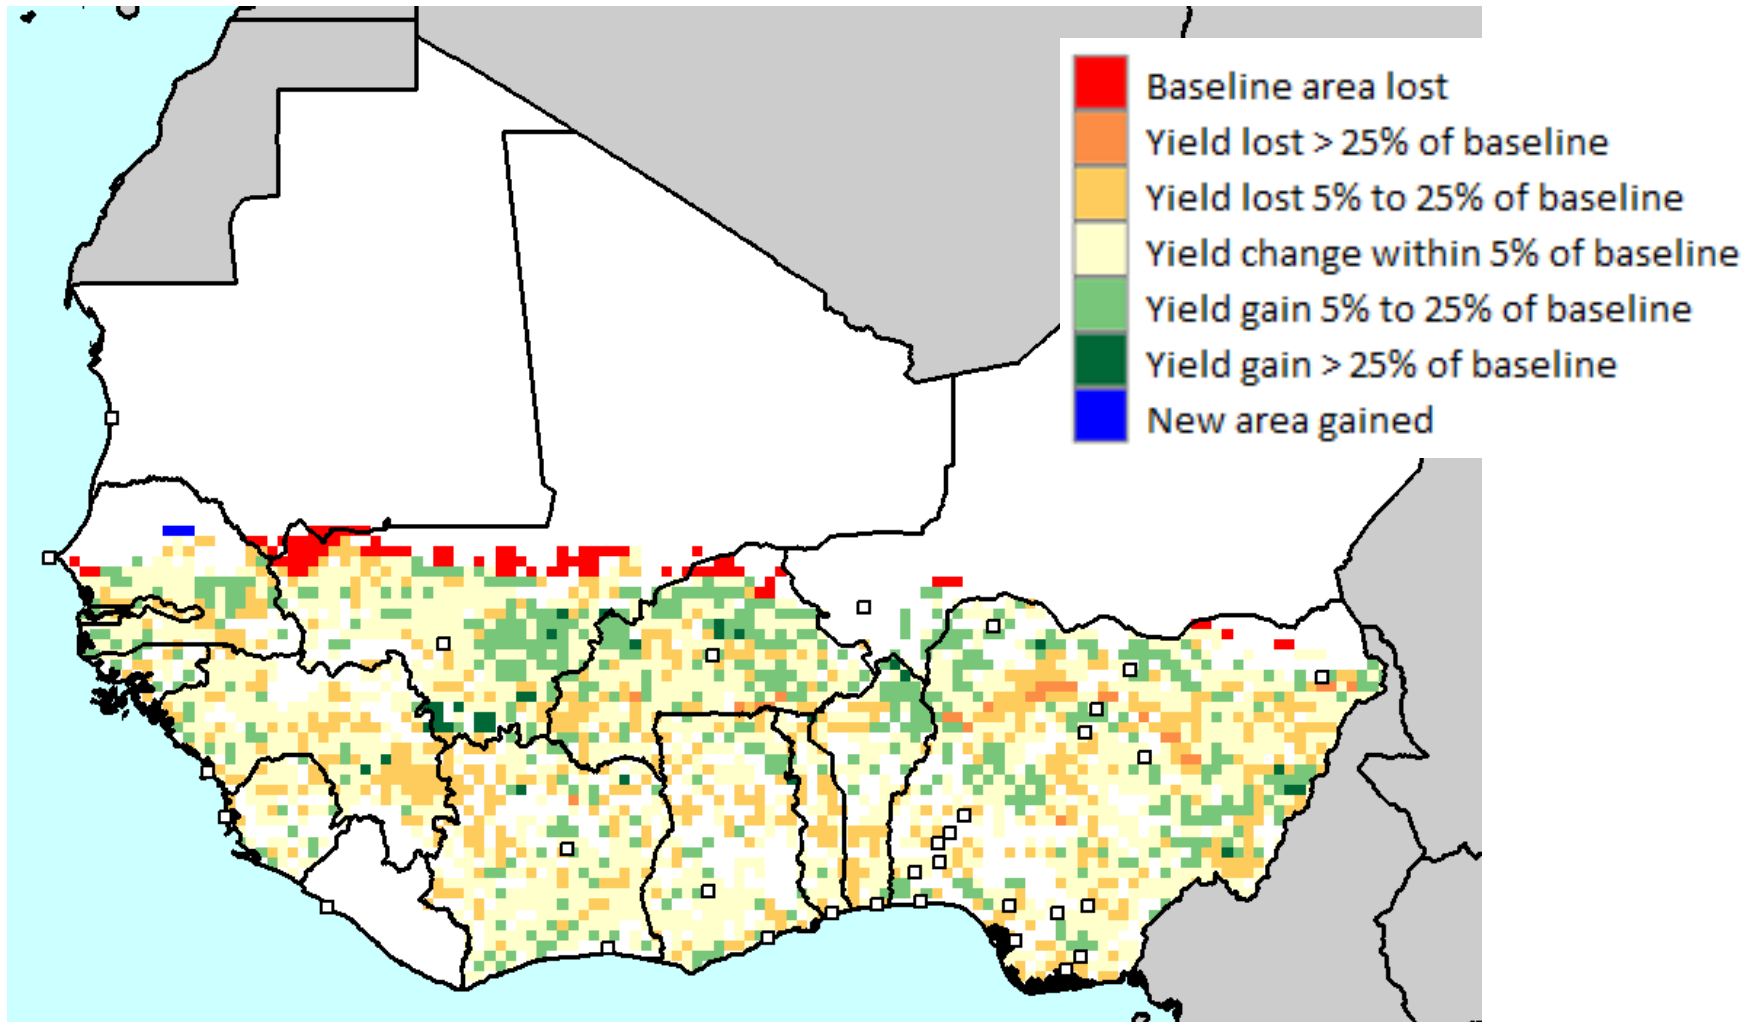 Baseline area lost
Yield lost > 25% of baseline
Yield lost 5% to 25% of baseline
Yield change within 5% of baseline
Yield gain 5% to 25% of baseline
Yield gain > 25% of baseline
New area gained